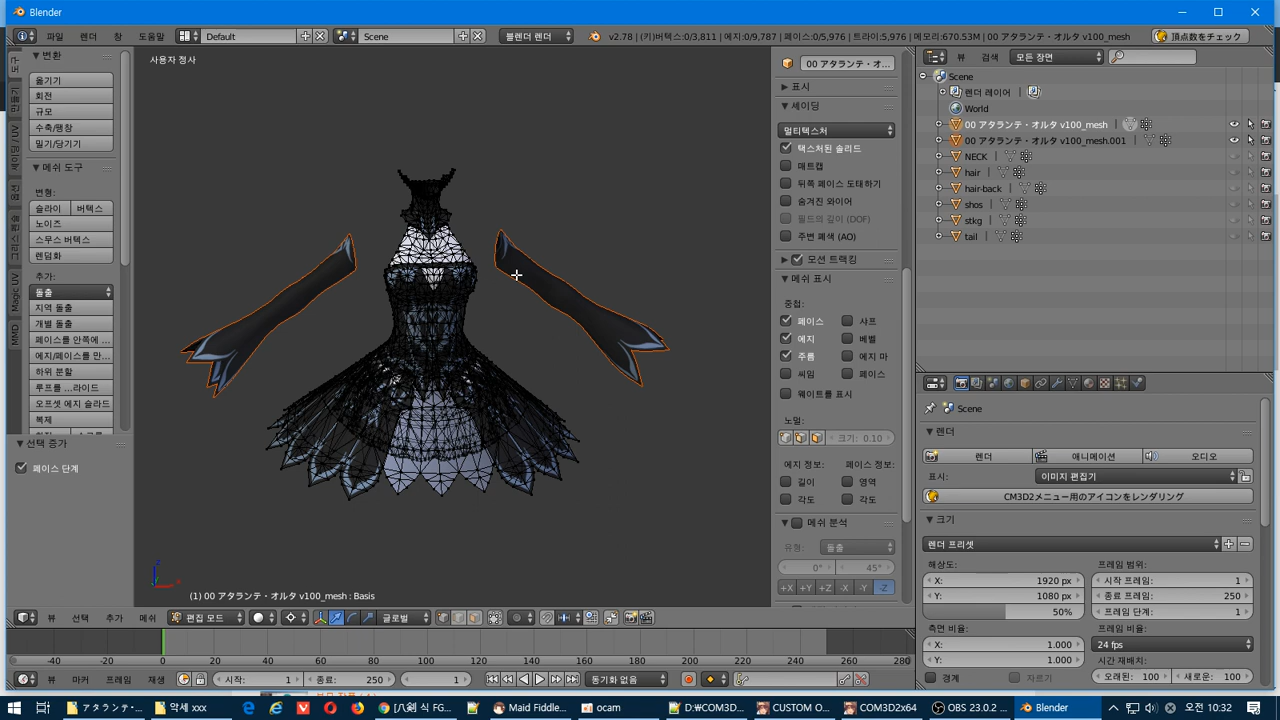 Blender
파일 렌더 창 도움말 Default Scene 블렌더 렌더 v2.78 | (키)버텍스:0/3,811 | 에지:0/9,787 | 페이스:0/5,976 | 트라이:5,976 | 메모리:670.53M | 00 アタランテ・オルタ v100_mesh 頂点数をチェック
변환
옮기기
회전
규모
수축/팽창
밀기/당기기
메쉬 도구
변형:
슬라이 버텍스
노이즈
스무스 버텍스
렌덤화
추가:
돌출
지역 돌출
개별 돌출
페이스를 안쪽에 ...
에지/페이스를 만...
하위 분할
루프를 ...라이드
오프셋 에지 슬라드
복제
선택 증가
페이스 단계
Magic UV
MMD
사용자 정사
(1) 00 アタランテ・オルタ v100_mesh : Basis
00 アタランテ・オ...
표시
셰이딩
멀티텍스처
텍스처된 솔리드
매트캡
뒤쪽 페이스 도태하기
숨겨진 와이어
필드의 깊이 (DOF)
주변 폐색 (AO)
모션 트랙킹
메쉬 표시
중첩:
페이스 샤프
에지 베벨
주름 에지 마
씨임 페이스
웨이트를 표시
노멀:
크기: 0.10
에지 정보: 페이스 정보:
길이 영역
각도 각도
메쉬 분석
유형: 돌출
0° 45°
+X +Y +Z -X -Y -Z
뷰 검색 모든 장면
Scene
렌더 레이어
World
00 アタランテ・オルタ v100_mesh
00 アタランテ・オルタ v100_mesh.001
NECK
hair
hair-back
shos
stkg
tail
Scene
렌더
렌더 애니메이션 오디오
표시: 이미지 편집기
CM3D2メニュー用のアイコンをレンダリング
크기
렌더 프리셋
해상도: 프레임 범위:
X: 1920 px 시작 프레임: 1
Y: 1080 px 종료 프레임: 250
50% 프레임 단계: 1
측면 비율: 프레임 비율:
X: 1.000 24 fps
Y: 1.000 시간 재배치:
경계 자르기 오래된: 100 새로운: 100
뷰 선택 추가 메쉬 편집 모드 글로벌
-40 -20 0 20 40 60 80 100 120 140 160 180 200 220 240 260 280
뷰 마커 프레임 재생 시작: 1 종료: 250 1 동기화 없음
アタランテ-... 악세 xxx [八剣 式 FG... Maid Fiddle... ocam D:₩COM3D... CUSTOM O... COM3D2x64 OBS 23.0.2 ... Blender 오전 10:32